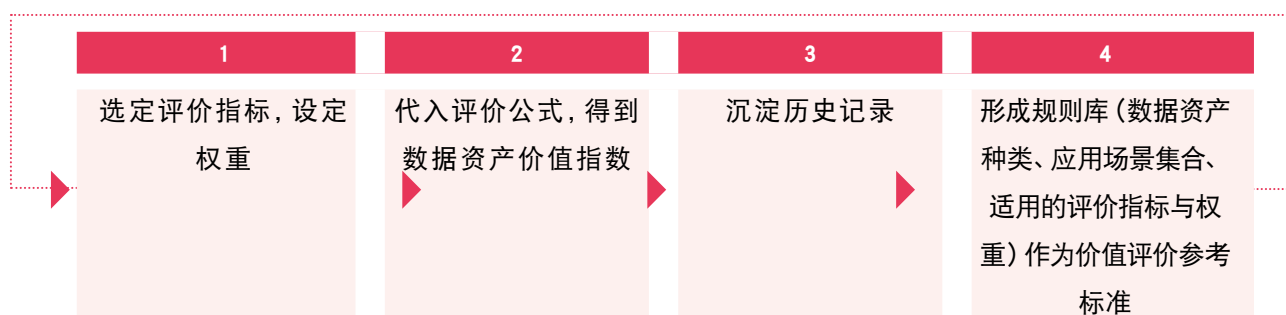 1
选定评价指标,设定
权重
2
代入评价公式,得到
数据资产价值指数
3
沉淀历史记录
4
形成规则库(数据资产
种类、应用场景集合、
适用的评价指标与权
重)作为价值评价参考
标准